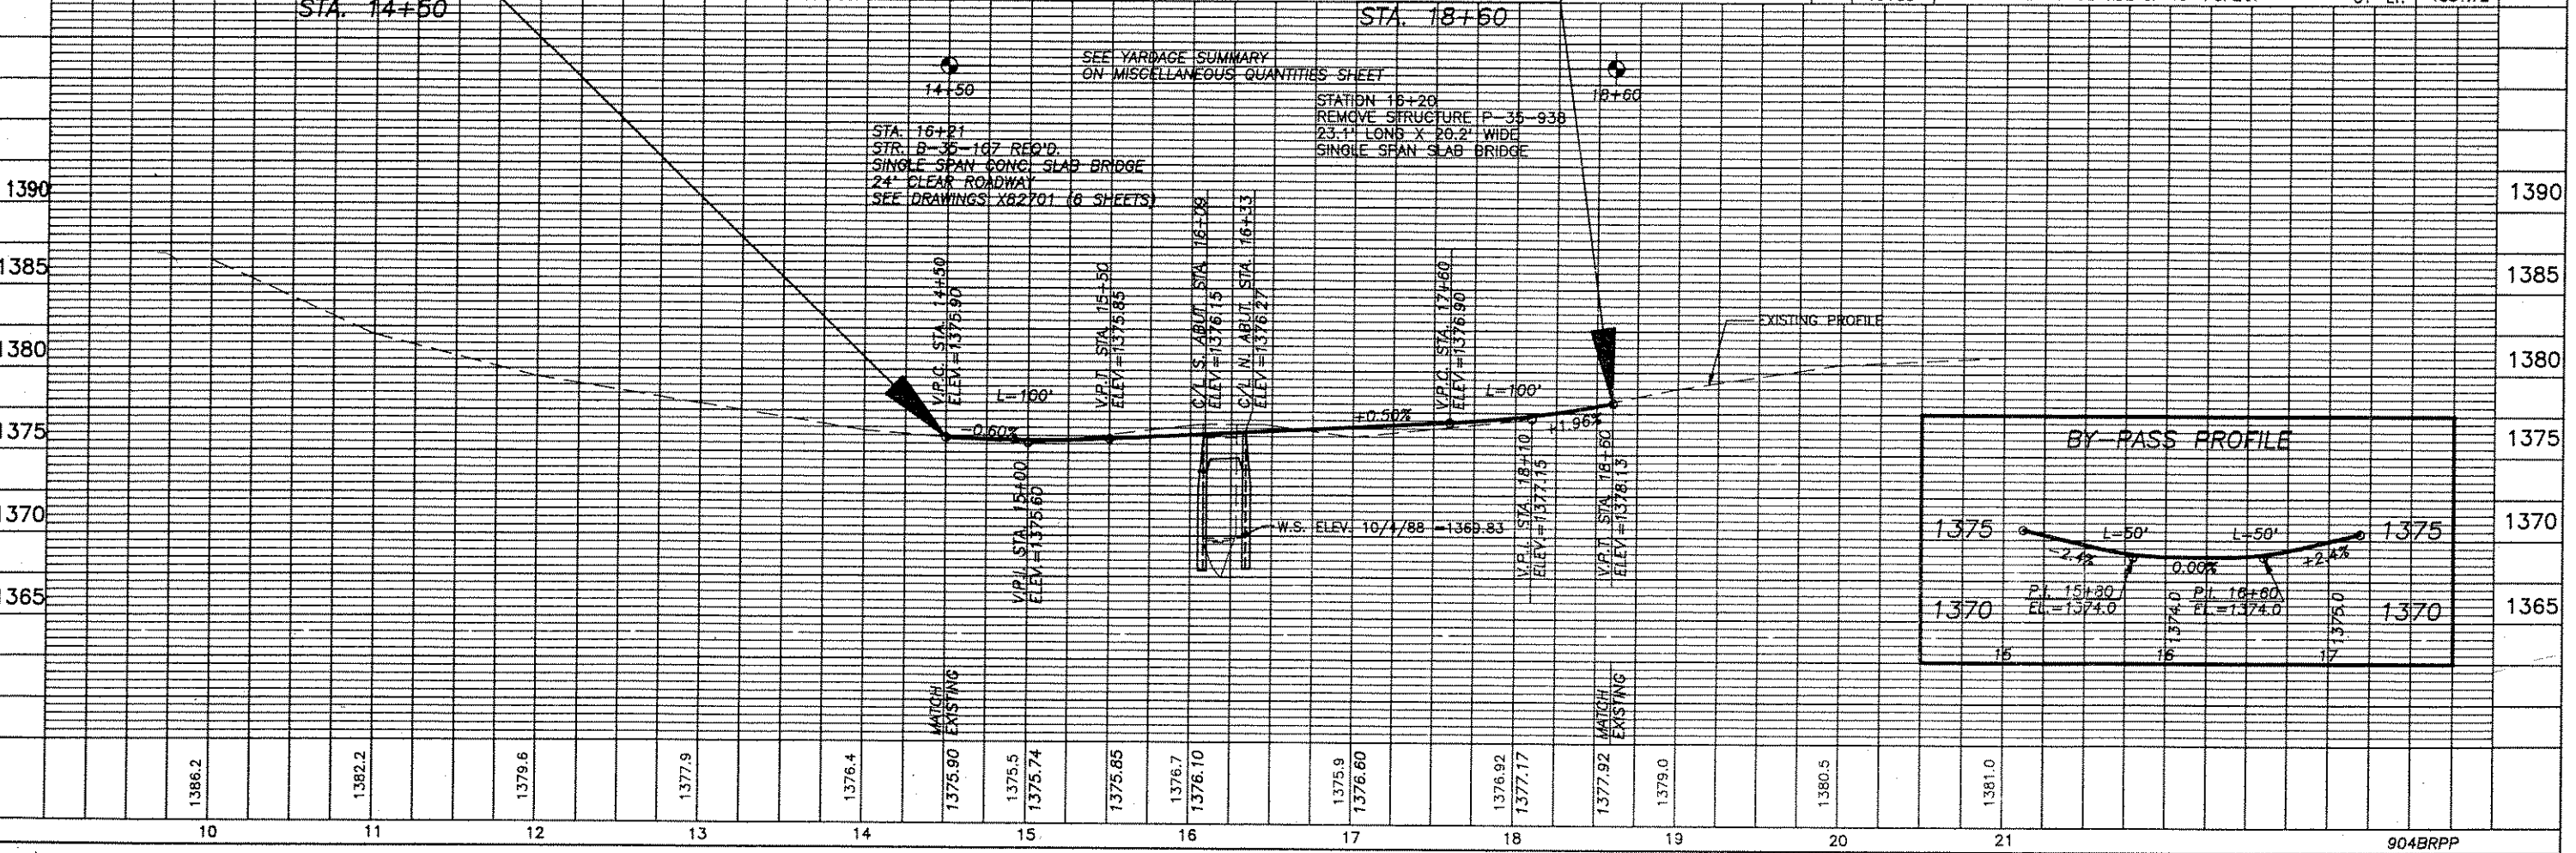 STA. 14+50
STA. 18+60
SEE YARDAGE SUMMARY
ON MISCELLANEOUS QUANTITIES SHEET
14+50
18+60
STATION 16+20
REMOVE STRUCTURE P-35-938
23.1' LONG X 20.2' WIDE
SINGLE SPAN SLAB BRIDGE
STA. 16+21
STR. B-35-107 REQ'D.
SINGLE SPAN CONC. SLAB BRIDGE
24' CLEAR ROADWAY
SEE DRAWINGS X82701 (6 SHEETS)
1390
1390
1385
1385
1380
1380
1375
1375
1370
1370
1365
1365
V.P.C. STA. 14+50
ELEV.=1375.90
L=100'
V.P.T. STA. 15+50
ELEV.=1375.85
C/L S. ABUT. STA. 16+09
ELEV.=1376.15
C/L N. ABUT. STA. 16+33
ELEV.=1376.27
V.P.C. STA. 17+60
ELEV.=1376.90
L=100'
EXISTING PROFILE
-0.60%
+0.50%
+1.96%
V.P.I. STA. 15+00
ELEV.=1375.60
W.S. ELEV. 10/4/88 =1369.83
V.P.I. STA. 18+10
ELEV.=1377.15
V.P.T. STA. 18+60
ELEV.=1378.13
BY-PASS PROFILE
1375
L=50'
L=50'
1375
-2.4%
0.00%
+2.4%
P.I. 15+80
EL.=1374.0
P.I. 16+60
EL.=1374.0
1370
1374.0
1375.0
1370
15
16
17
MATCH
EXISTING
MATCH
EXISTING
1386.2
1382.2
1379.6
1377.9
1376.4
1375.90
1375.5
1375.74
1375.85
1376.7
1376.10
1375.9
1376.60
1376.92
1377.17
1377.92
1379.0
1380.5
1381.0
10
11
12
13
14
15
16
17
18
19
20
21
904BRPP